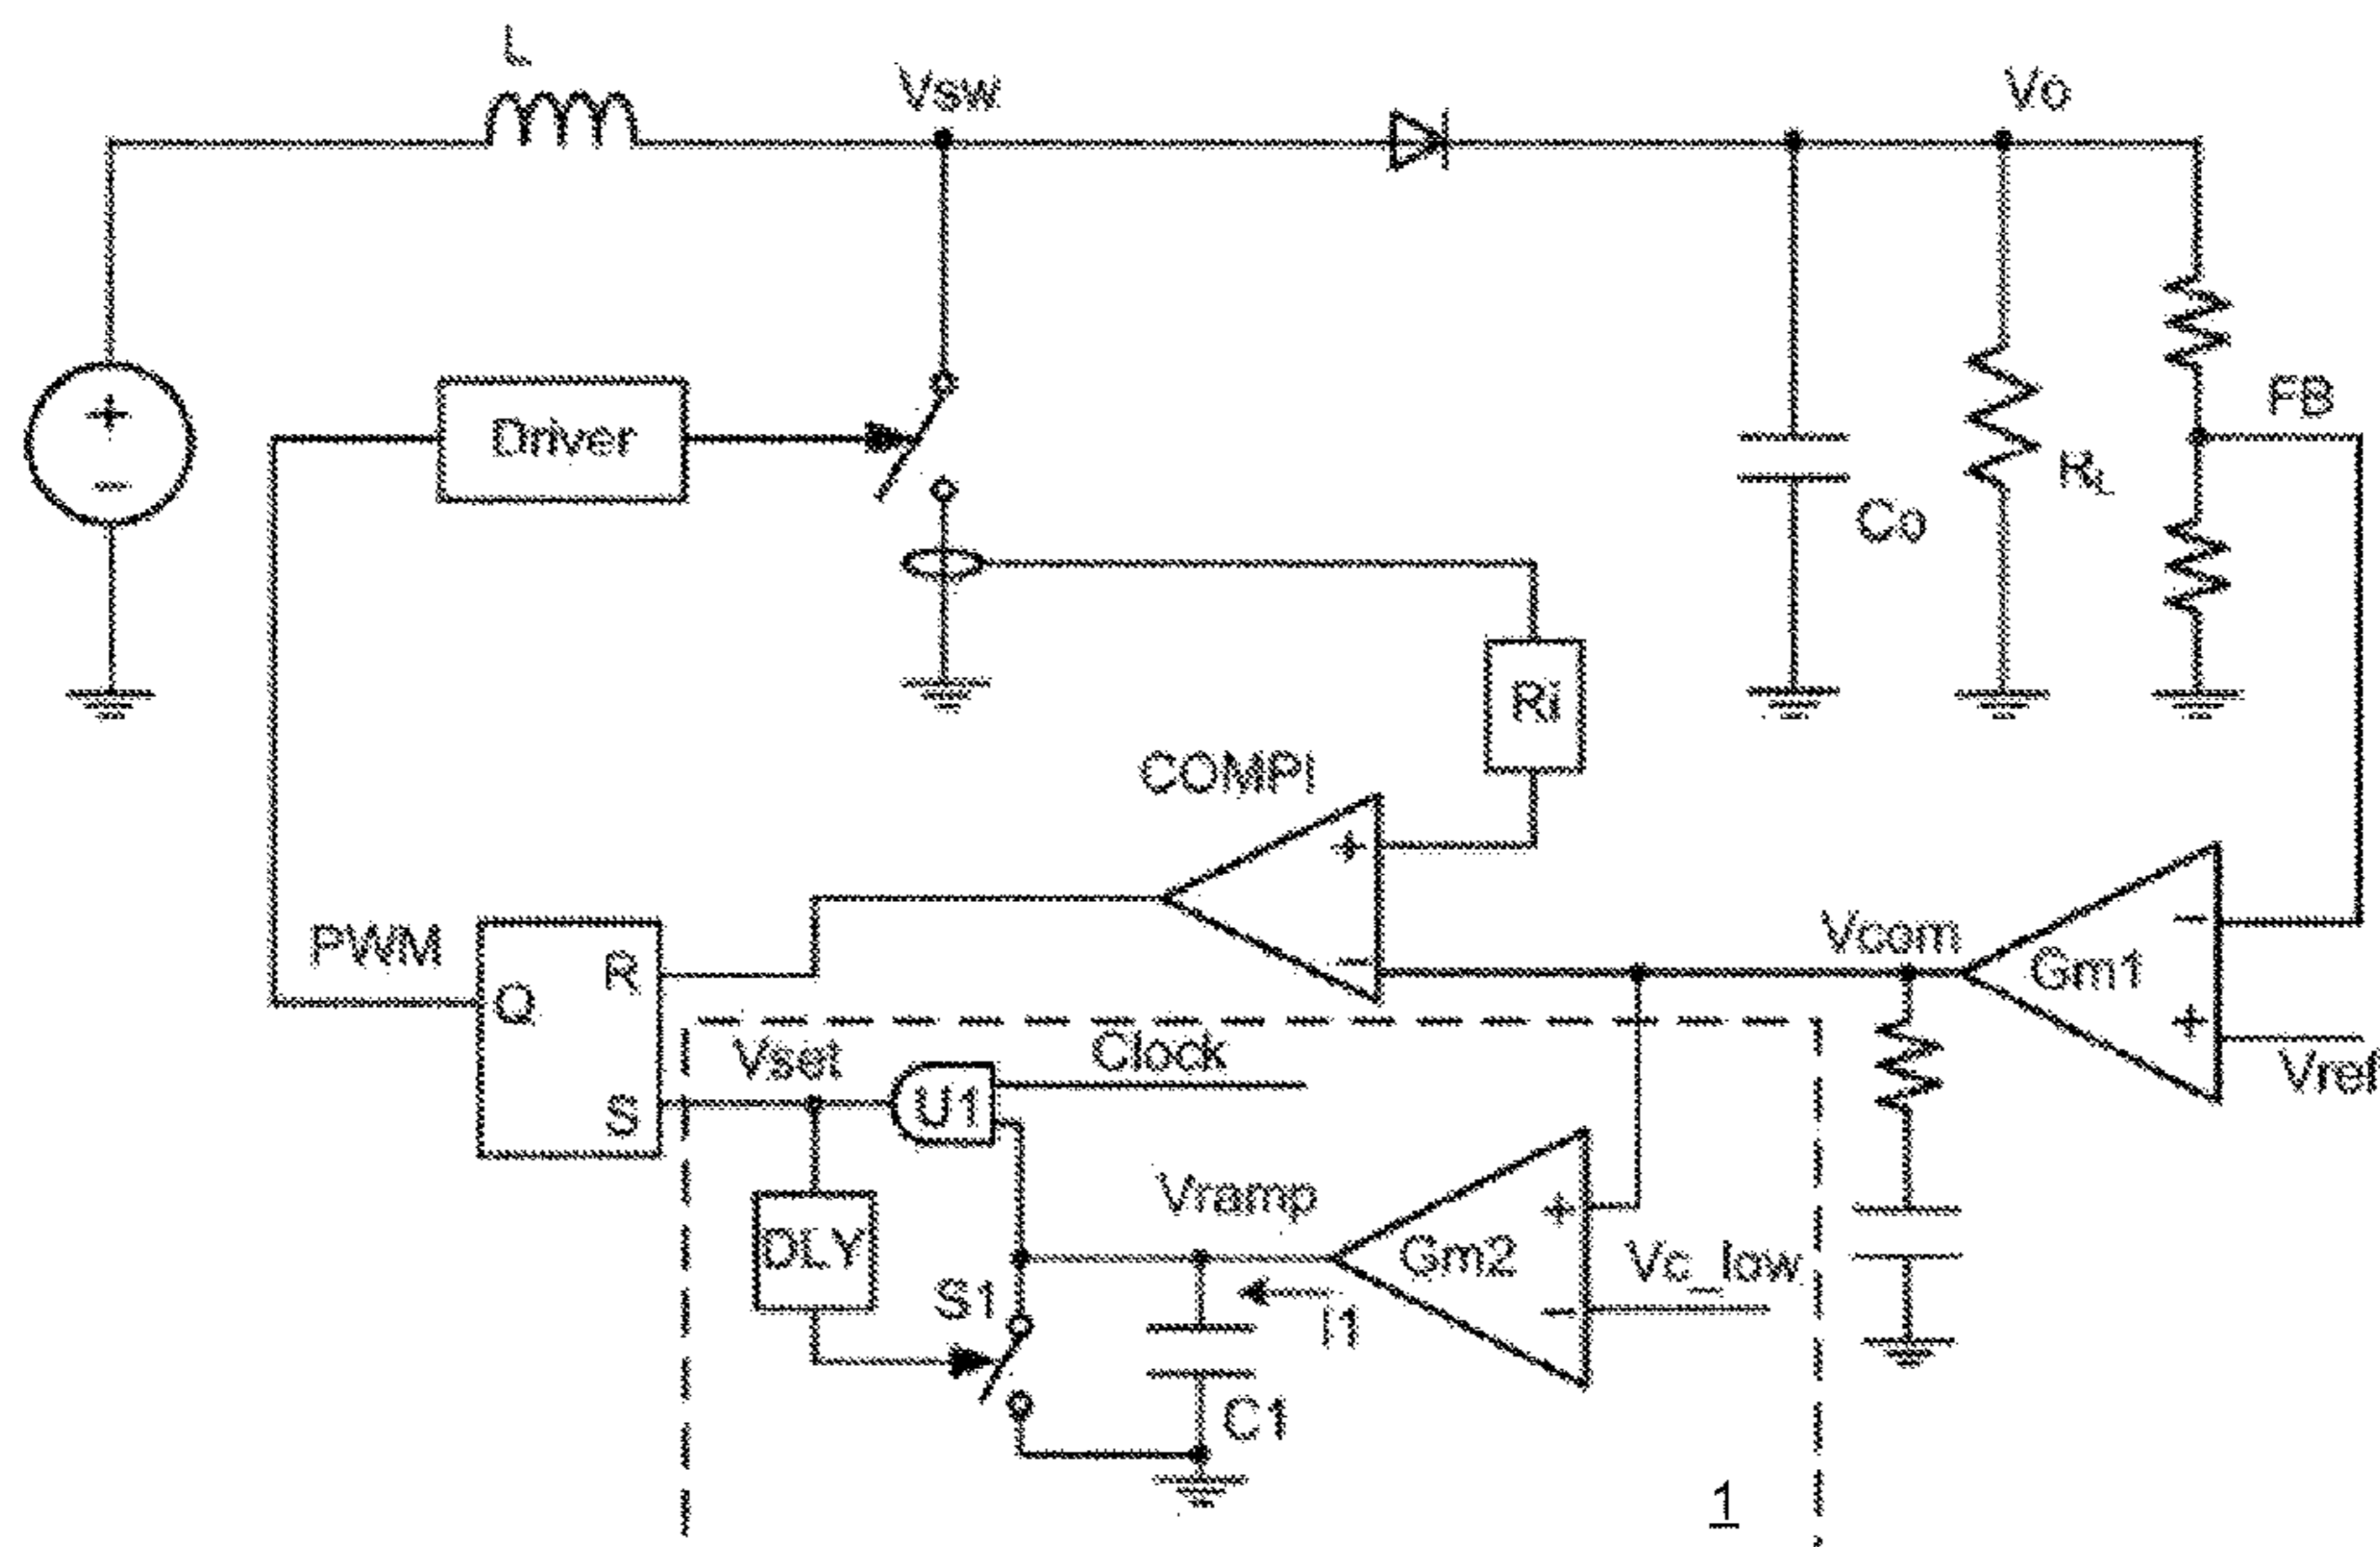 L
Vsw
Vo
+
−
Driver
FB
RL
Co
Ri
COMPI
+
−
PWM
Q
R
S
Vcom
Gm1
−
+
Vref
Vset
U1
Clock
DLY
Vramp
Gm2
+
−
Vc_low
S1
I1
C1
1